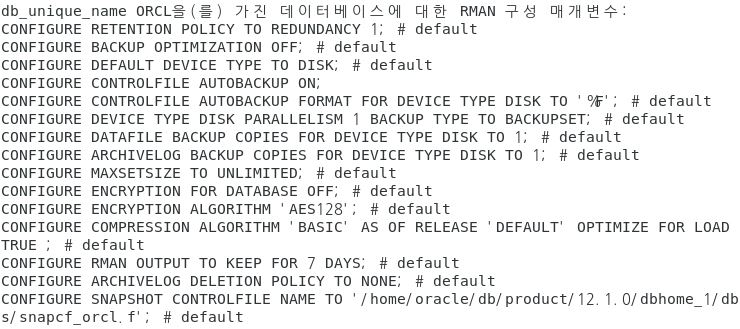 db_unique_name ORCL을(를) 가진 데이터베이스에 대한 RMAN 구성 매개변수:
CONFIGURE RETENTION POLICY TO REDUNDANCY 1; # default
CONFIGURE BACKUP OPTIMIZATION OFF; # default
CONFIGURE DEFAULT DEVICE TYPE TO DISK; # default
CONFIGURE CONTROLFILE AUTOBACKUP ON;
CONFIGURE CONTROLFILE AUTOBACKUP FORMAT FOR DEVICE TYPE DISK TO '%F'; # default
CONFIGURE DEVICE TYPE DISK PARALLELISM 1 BACKUP TYPE TO BACKUPSET; # default
CONFIGURE DATAFILE BACKUP COPIES FOR DEVICE TYPE DISK TO 1; # default
CONFIGURE ARCHIVELOG BACKUP COPIES FOR DEVICE TYPE DISK TO 1; # default
CONFIGURE MAXSETSIZE TO UNLIMITED; # default
CONFIGURE ENCRYPTION FOR DATABASE OFF; # default
CONFIGURE ENCRYPTION ALGORITHM 'AES128'; # default
CONFIGURE COMPRESSION ALGORITHM 'BASIC' AS OF RELEASE 'DEFAULT' OPTIMIZE FOR LOAD
TRUE ; # default
CONFIGURE RMAN OUTPUT TO KEEP FOR 7 DAYS; # default
CONFIGURE ARCHIVELOG DELETION POLICY TO NONE; # default
CONFIGURE SNAPSHOT CONTROLFILE NAME TO '/home/oracle/db/product/12.1.0/dbhome_1/db
s/snapcf_orcl.f'; # default